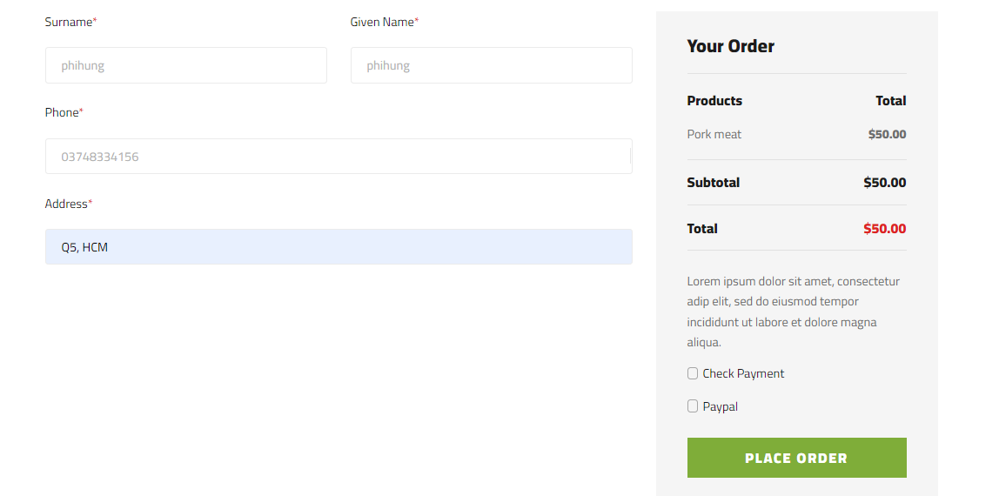 Surname*
Given Name*
phihung
phihung
Phone*
03748334156
Address*
Q5, HCM
Your Order
Products Total
Pork meat $50.00
Subtotal $50.00
Total $50.00
Lorem ipsum dolor sit amet, consectetur
adip elit, sed do eiusmod tempor
incididunt ut labore et dolore magna
aliqua.
Check Payment
Paypal
PLACE ORDER